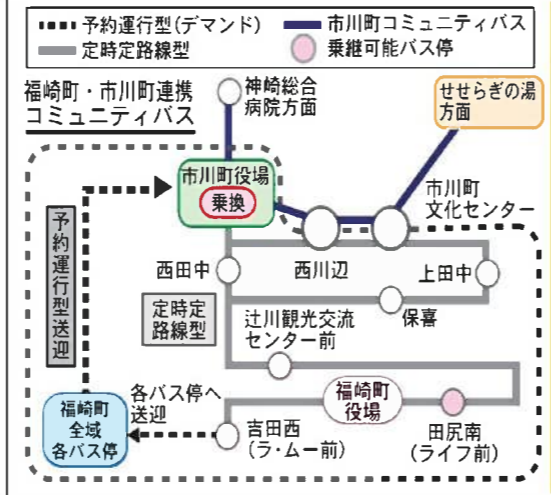 予約運行型(デマンド)
市川町コミュニティバス
定時定路線型
乗継可能バス停
福崎町・市川町連携
コミュニティバス
神崎総合
病院方面
せせらぎの湯
方面
市川町役場
乗換
市川町
文化センター
予約運行型送迎
西田中
西川辺
上田中
定時定
路線型
保喜
辻川観光交流
センター前
福崎町
全域
各バス停
各バス停へ
送迎
福崎町
役場
吉田西
(ラ・ムー前)
田尻南
(ライフ前)